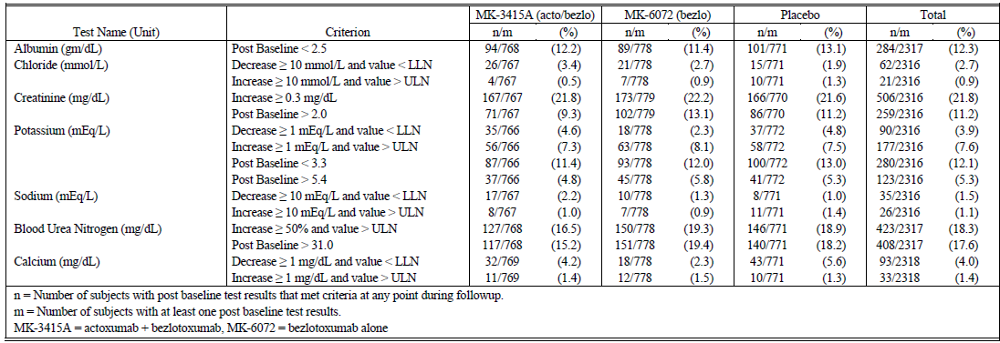 MK-3415A (acto/bezlo) MK-6072 (bezlo) Placebo Total
Test Name (Unit) Criterion n/m (%) n/m (%) n/m (%) n/m (%)
Albumin (gm/dL) Post Baseline < 2.5 94/768 (12.2) 89/778 (11.4) 101/771 (13.1) 284/2317 (12.3)
Chloride (mmol/L) Decrease ≥ 10 mmol/L and value < LLN 26/767 (3.4) 21/778 (2.7) 15/771 (1.9) 62/2316 (2.7)
Increase ≥ 10 mmol/L and value > ULN 4/767 (0.5) 7/778 (0.9) 10/771 (1.3) 21/2316 (0.9)
Creatinine (mg/dL) Increase ≥ 0.3 mg/dL 167/767 (21.8) 173/779 (22.2) 166/770 (21.6) 506/2316 (21.8)
Post Baseline > 2.0 71/767 (9.3) 102/779 (13.1) 86/770 (11.2) 259/2316 (11.2)
Potassium (mEq/L) Decrease ≥ 1 mEq/L and value < LLN 35/766 (4.6) 18/778 (2.3) 37/772 (4.8) 90/2316 (3.9)
Increase ≥ 1 mEq/L and value > ULN 56/766 (7.3) 63/778 (8.1) 58/772 (7.5) 177/2316 (7.6)
Post Baseline < 3.3 87/766 (11.4) 93/778 (12.0) 100/772 (13.0) 280/2316 (12.1)
Post Baseline > 5.4 37/766 (4.8) 45/778 (5.8) 41/772 (5.3) 123/2316 (5.3)
Sodium (mEq/L) Decrease ≥ 10 mEq/L and value < LLN 17/767 (2.2) 10/778 (1.3) 8/771 (1.0) 35/2316 (1.5)
Increase ≥ 10 mEq/L and value > ULN 8/767 (1.0) 7/778 (0.9) 11/771 (1.4) 26/2316 (1.1)
Blood Urea Nitrogen (mg/dL) Increase ≥ 50% and value > ULN 127/768 (16.5) 150/778 (19.3) 146/771 (18.9) 423/2317 (18.3)
Post Baseline > 31.0 117/768 (15.2) 151/778 (19.4) 140/771 (18.2) 408/2317 (17.6)
Calcium (mg/dL) Decrease ≥ 1 mg/dL and value < LLN 32/769 (4.2) 18/778 (2.3) 43/771 (5.6) 93/2318 (4.0)
Increase ≥ 1 mg/dL and value > ULN 11/769 (1.4) 12/778 (1.5) 10/771 (1.3) 33/2318 (1.4)
n = Number of subjects with post baseline test results that met criteria at any point during followup.
m = Number of subjects with at least one post baseline test results.
MK-3415A = actoxumab + bezlotoxumab, MK-6072 = bezlotoxumab alone